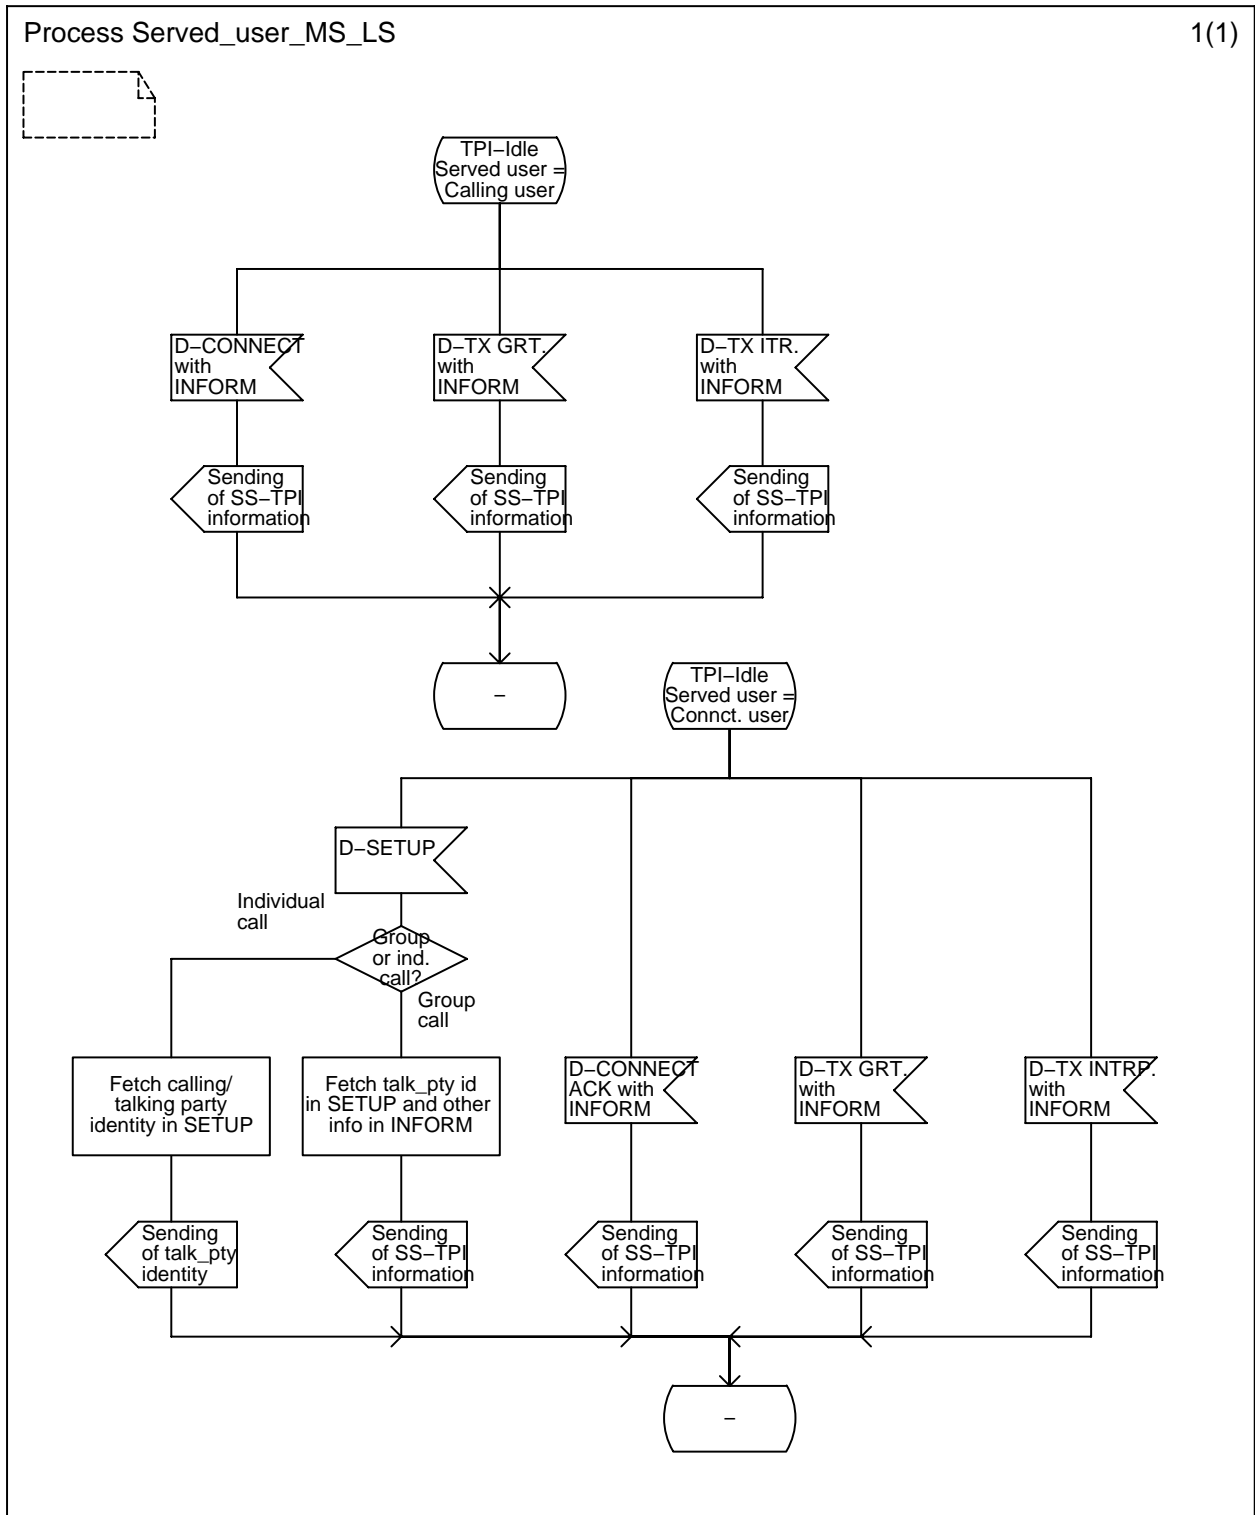 Process Served_user_MS_LS
1(1)
TPI–Idle
Served user =
Calling user
D–CONNECT
with
INFORM
D–TX GRT.
with
INFORM
D–TX ITR.
with
INFORM
Sending
of SS–TPI
information
Sending
of SS–TPI
information
Sending
of SS–TPI
information
–
TPI–Idle
Served user =
Connct. user
D–SETUP
Individual
call
Group
or ind.
call?
Group
call
Fetch calling/
talking party
identity in SETUP
Fetch talk_pty id
in SETUP and other
info in INFORM
D–CONNECT
ACK with
INFORM
D–TX GRT.
with
INFORM
D–TX INTRP.
with
INFORM
Sending
of talk_pty
identity
Sending
of SS–TPI
information
Sending
of SS–TPI
information
Sending
of SS–TPI
information
Sending
of SS–TPI
information
–